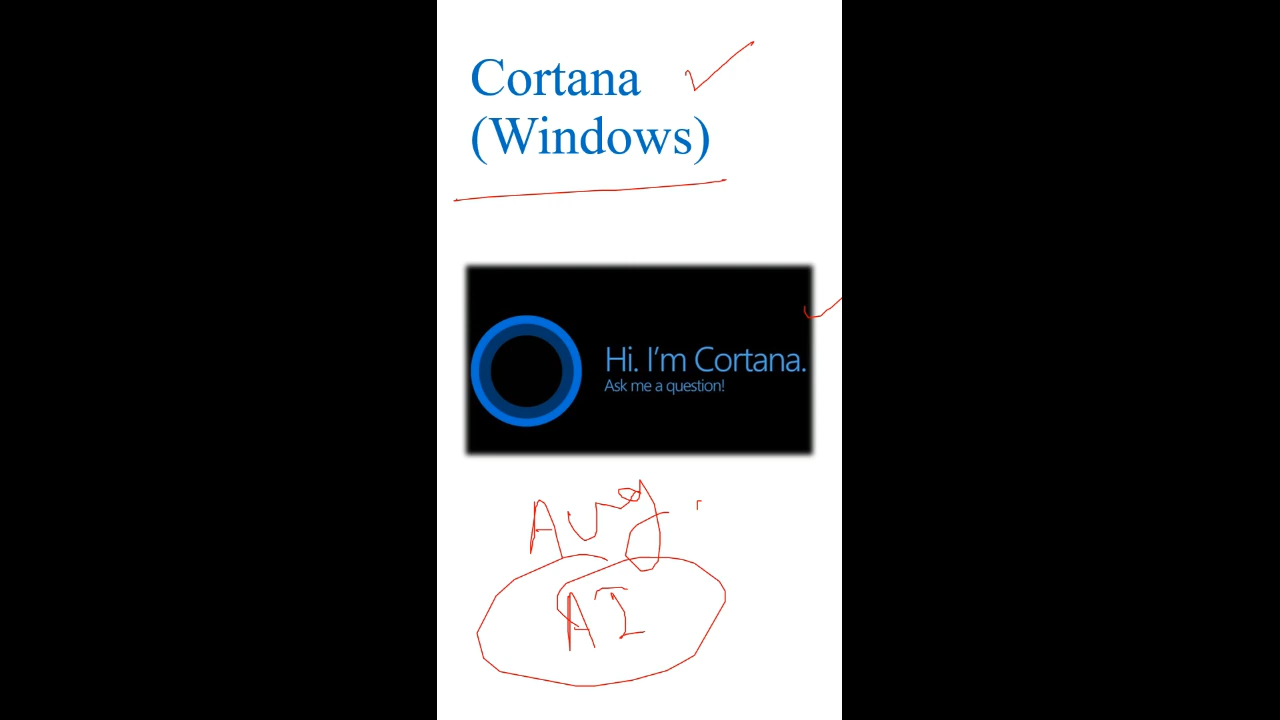 Cortana
(Windows)
Hi. I'm Cortana.
Ask me a question!
AI